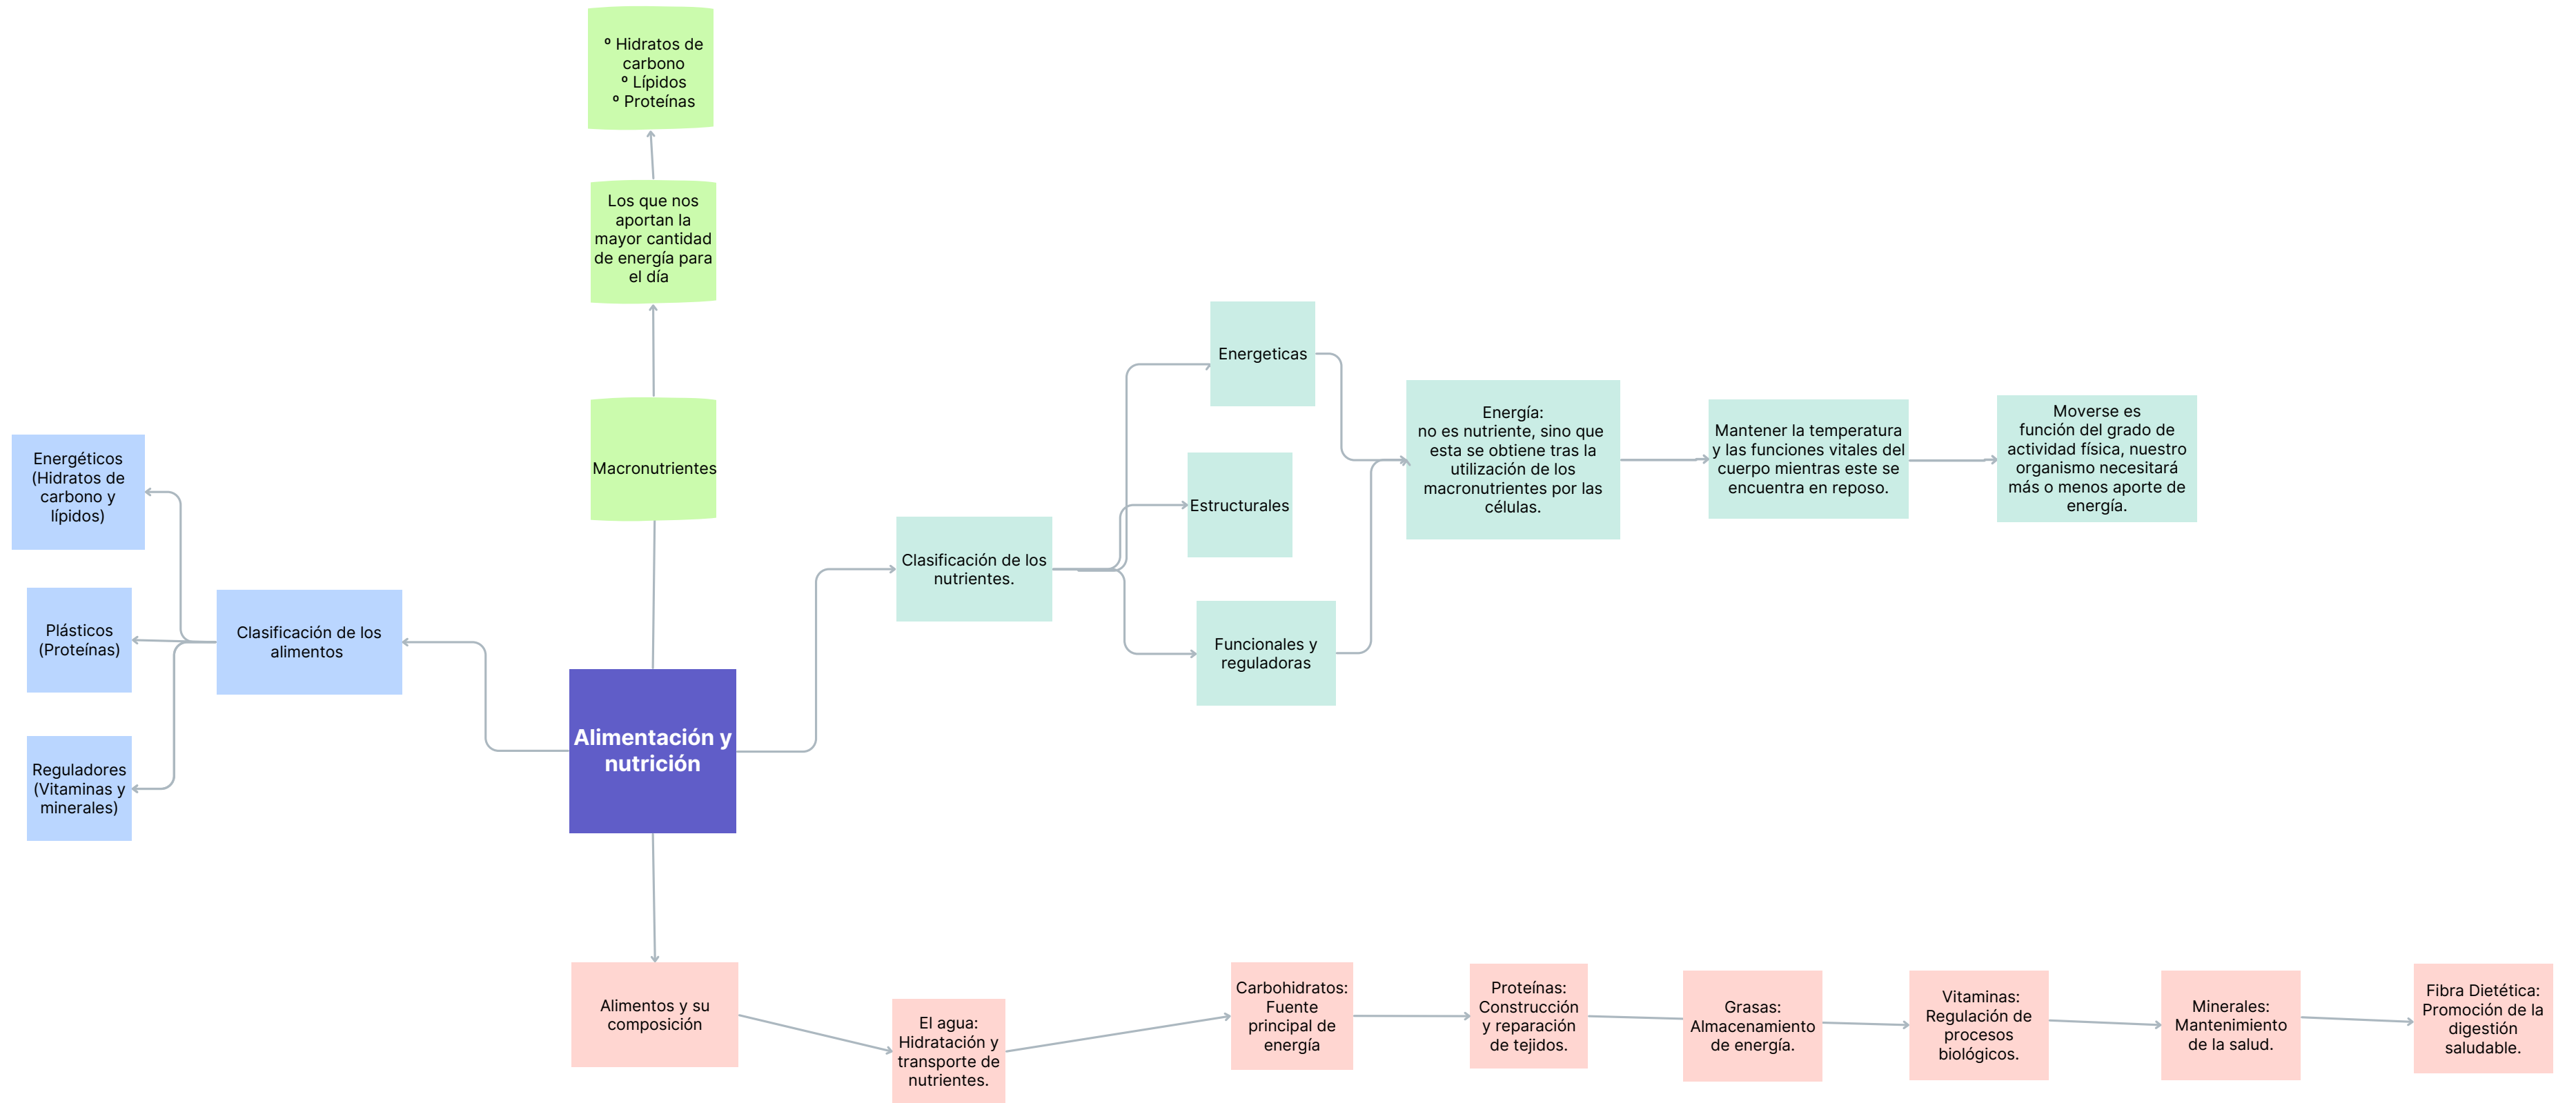 º Hidratos de
carbono
º Lípidos
º Proteínas
Los que nos
aportan la
mayor cantidad
de energía para
el día
Macronutrientes
Energéticos
(Hidratos de
carbono y
lípidos)
Plásticos
(Proteínas)
Reguladores
(Vitaminas y
minerales)
Clasificación de los
alimentos
Alimentación y
nutrición
Clasificación de los
nutrientes.
Energeticas
Estructurales
Funcionales y
reguladoras
Energía:
no es nutriente, sino que
esta se obtiene tras la
utilización de los
macronutrientes por las
células.
Mantener la temperatura
y las funciones vitales del
cuerpo mientras este se
encuentra en reposo.
Moverse es
función del grado de
actividad física, nuestro
organismo necesitará
más o menos aporte de
energía.
Alimentos y su
composición
El agua:
Hidratación y
transporte de
nutrientes.
Carbohidratos:
Fuente
principal de
energía
Proteínas:
Construcción
y reparación
de tejidos.
Grasas:
Almacenamiento
de energía.
Vitaminas:
Regulación de
procesos
biológicos.
Minerales:
Mantenimiento
de la salud.
Fibra Dietética:
Promoción de la
digestión
saludable.